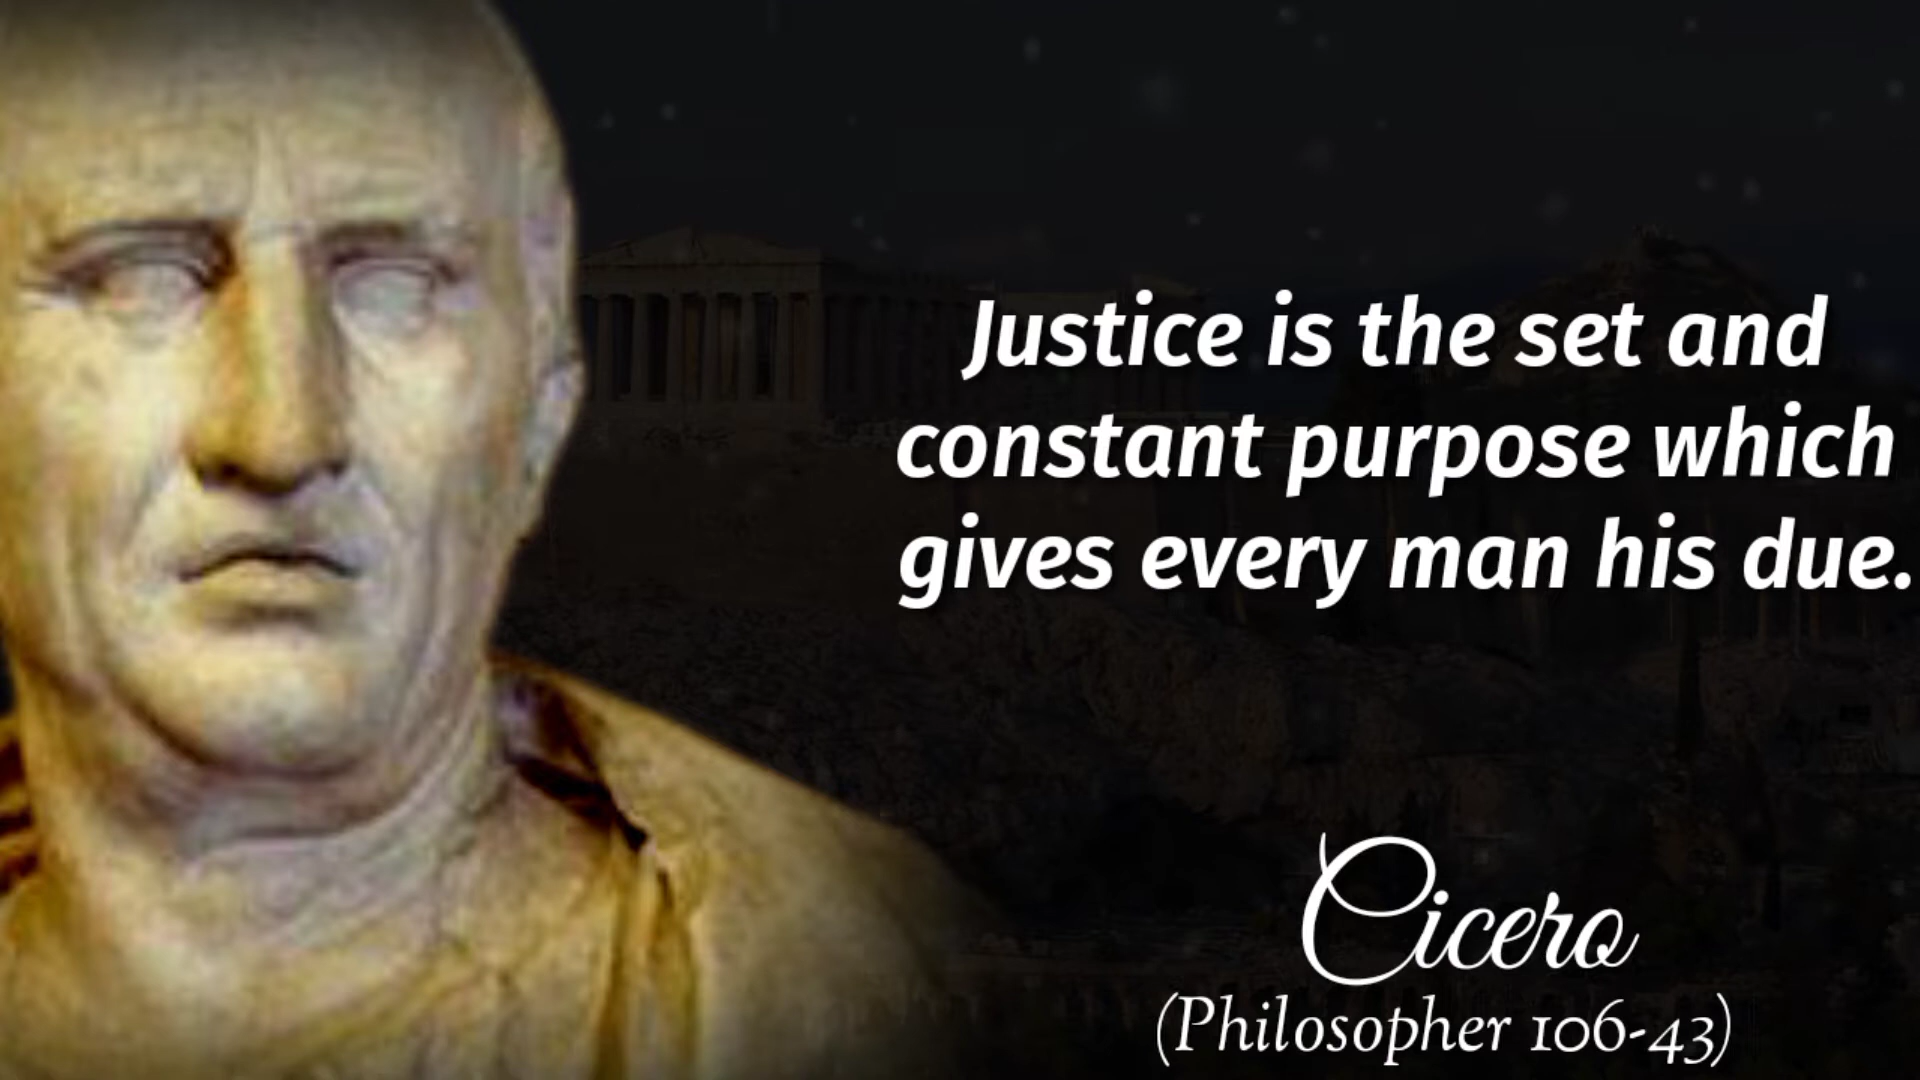 Justice is the set and
constant purpose which
gives every man his due.
Cicero
(Philosopher 106-43)